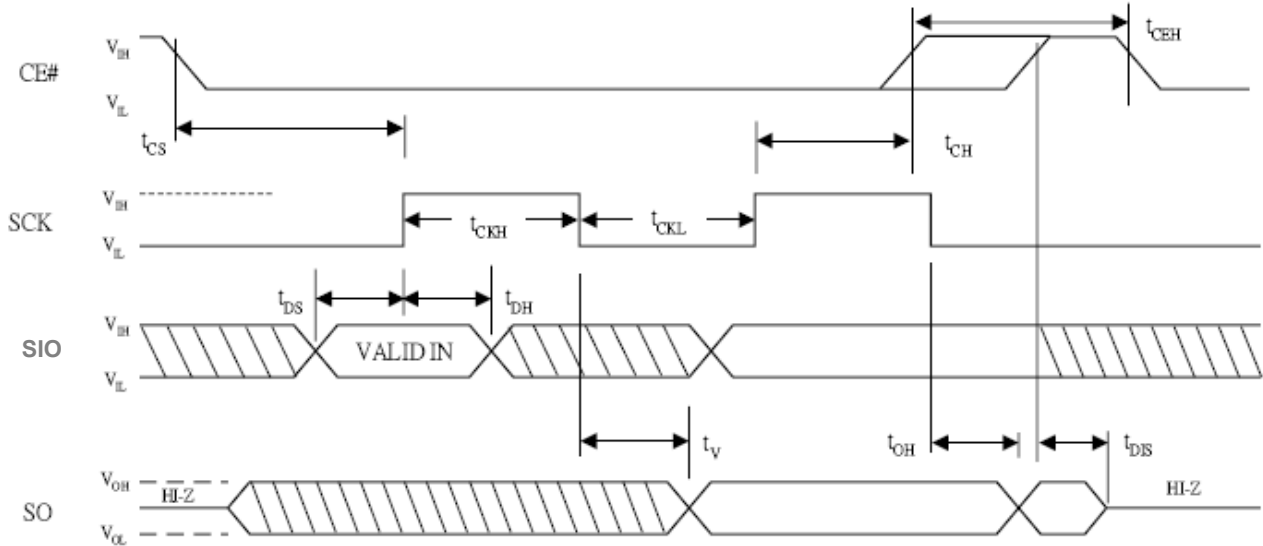 V_IH
t_CEH
CE#
V_IL
t_CS
t_CH
V_IH
SCK
t_CKH
t_CKL
V_IL
t_DS
t_DH
V_IH
SIO
VALID IN
V_IL
t_V
t_OH
t_DIS
V_OH
HI-Z
HI-Z
SO
V_OL